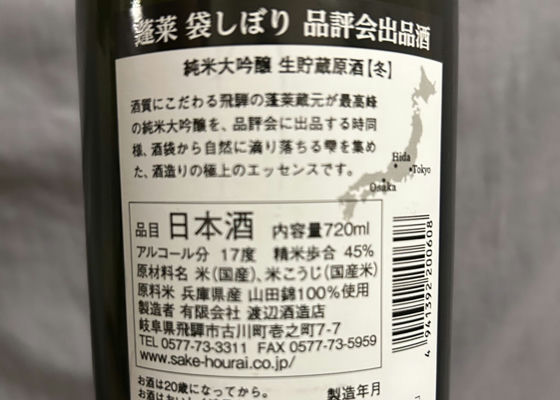 蓬莱 袋しぼり 品評会出品酒
純米大吟醸 生貯蔵原酒【冬】
酒質にこだわる飛騨の蓬莱蔵元が最高峰
の純米大吟醸を、品評会に出品する時同
様、酒袋から自然に滴り落ちる雫を集め
た、酒造りの極上のエッセンスです。
Hida
Tokyo
Osaka
品目 日本酒 内容量720ml
アルコール分 17度 精米歩合 45%
原材料名 米(国産)、米こうじ(国産米)
原料米 兵庫県産 山田錦100%使用
製造者 有限会社 渡辺酒造店
岐阜県飛騨市古川町壱之町7-7
TEL 0577-73-3311 FAX 0577-73-5959
www.sake-hourai.co.jp/
4 941392 200608
お酒は20歳になってから。
製造年月